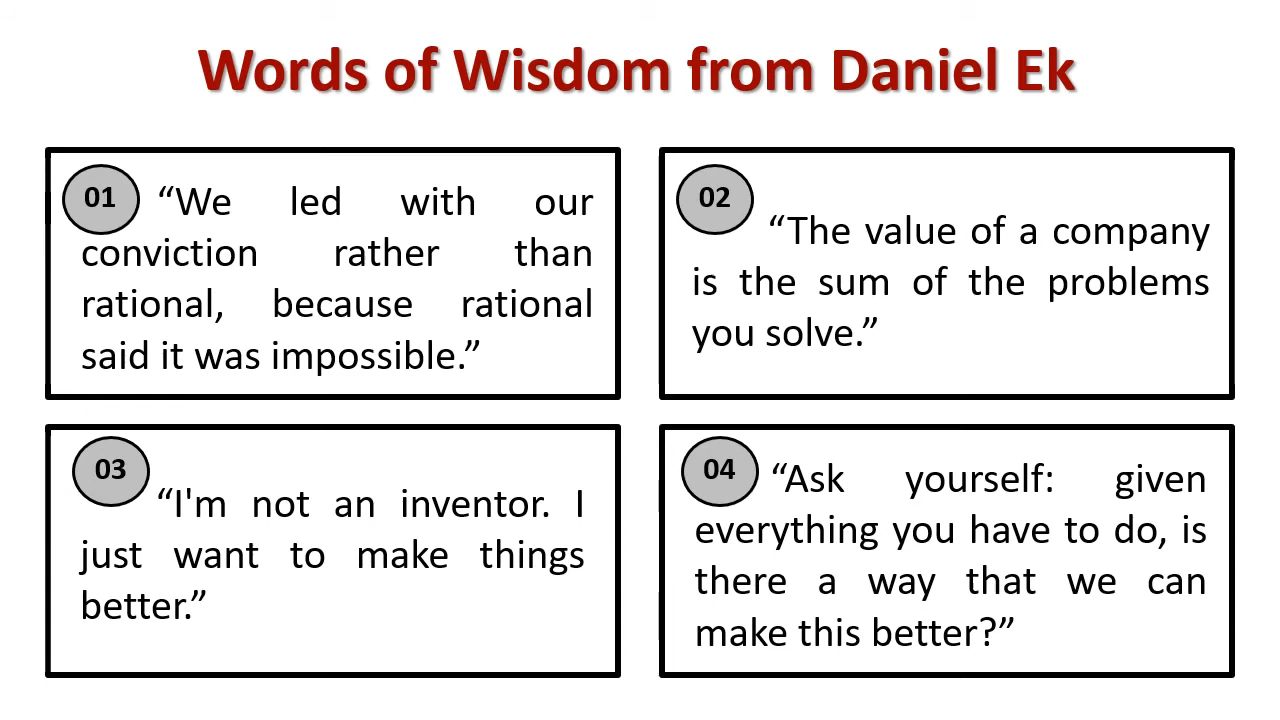 Words of Wisdom from Daniel Ek
01
“We led with our
conviction rather than
rational, because rational
said it was impossible.”
02
“The value of a company
is the sum of the problems
you solve.”
03
“I'm not an inventor. I
just want to make things
better.”
04
“Ask yourself: given
everything you have to do, is
there a way that we can
make this better?”